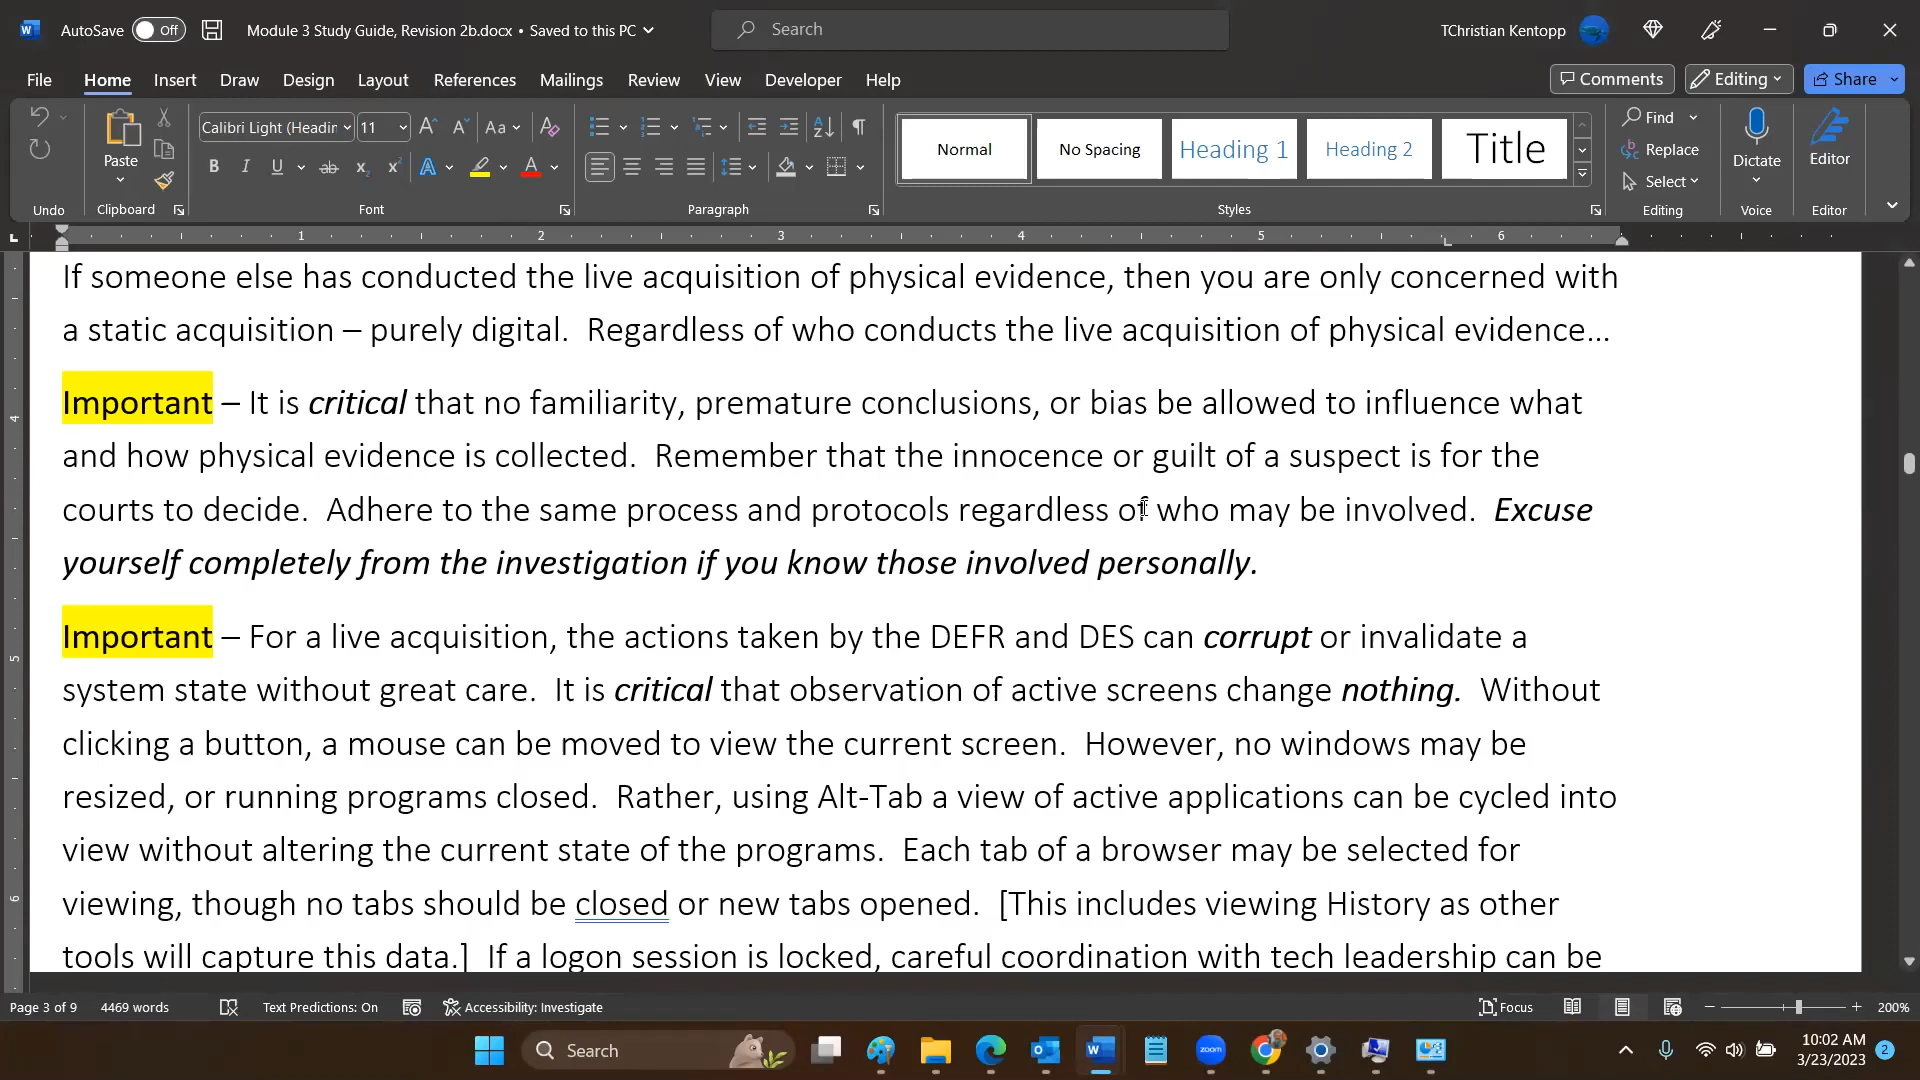 AutoSave Off Module 3 Study Guide, Revision 2b.docx • Saved to this PC Search TChristian Kentopp
File Home Insert Draw Design Layout References Mailings Review View Developer Help Comments Editing Share
Calibri Light (Headin 11 Aa Find
Paste Normal No Spacing Heading 1 Heading 2 Title Replace Dictate Editor
B I U ab x₂ x² A A Select
Undo Clipboard Font Paragraph Styles Editing Voice Editor
1 2 3 4 5 6
If someone else has conducted the live acquisition of physical evidence, then you are only concerned with
a static acquisition – purely digital.  Regardless of who conducts the live acquisition of physical evidence…
Important – It is critical that no familiarity, premature conclusions, or bias be allowed to influence what
and how physical evidence is collected.  Remember that the innocence or guilt of a suspect is for the
courts to decide.  Adhere to the same process and protocols regardless of who may be involved.  Excuse
yourself completely from the investigation if you know those involved personally.
Important – For a live acquisition, the actions taken by the DEFR and DES can corrupt or invalidate a
system state without great care.  It is critical that observation of active screens change nothing.  Without
clicking a button, a mouse can be moved to view the current screen.  However, no windows may be
resized, or running programs closed.  Rather, using Alt-Tab a view of active applications can be cycled into
view without altering the current state of the programs.  Each tab of a browser may be selected for
viewing, though no tabs should be closed or new tabs opened.  [This includes viewing History as other
tools will capture this data.]  If a logon session is locked, careful coordination with tech leadership can be
4
5
6
Page 3 of 9 4469 words Text Predictions: On Accessibility: Investigate Focus 200%
Search zoom 10:02 AM
3/23/2023 2